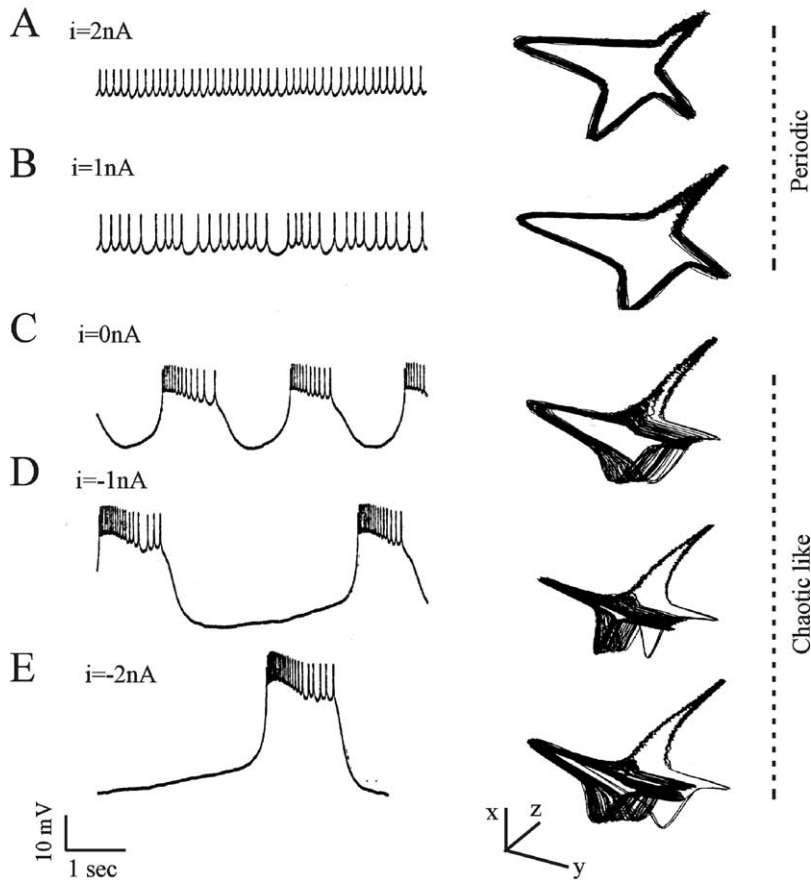 A
i=2nA
B
i=1nA
Periodic
C
i=0nA
D
i=-1nA
E
i=-2nA
Chaotic like
10 mV
1 sec
x
z
y